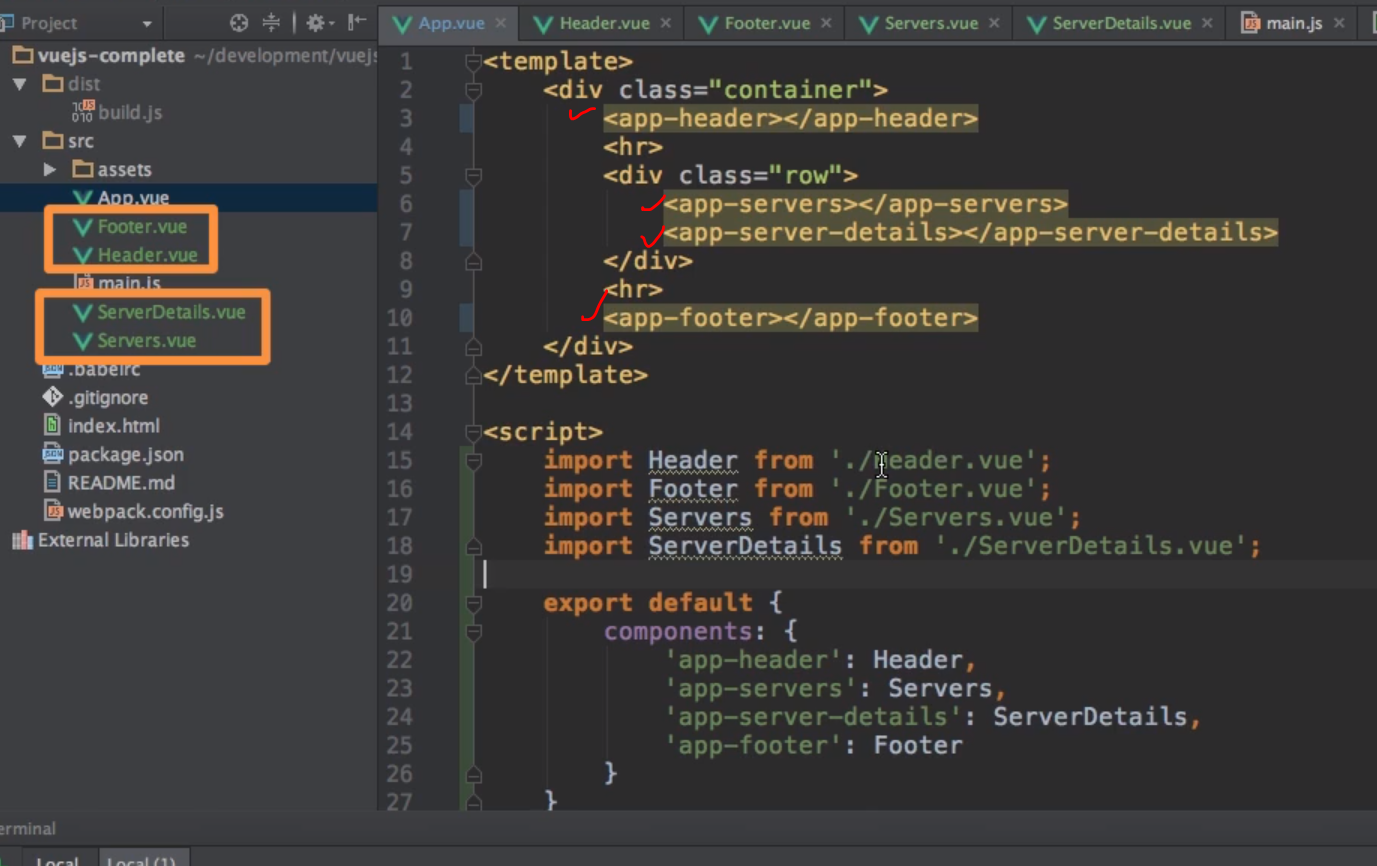 Project
App.vue
Header.vue
Footer.vue
Servers.vue
ServerDetails.vue
main.js
vuejs-complete ~/development/vuejs
dist
build.js
src
assets
App.vue
Footer.vue
Header.vue
main.js
ServerDetails.vue
Servers.vue
.babelrc
.gitignore
index.html
package.json
README.md
webpack.config.js
External Libraries
1 <template>
2 <div class="container">
3 <app-header></app-header>
4 <hr>
5 <div class="row">
6 <app-servers></app-servers>
7 <app-server-details></app-server-details>
8 </div>
9 <hr>
10 <app-footer></app-footer>
11 </div>
12 </template>
13
14 <script>
15 import Header from './Header.vue';
16 import Footer from './Footer.vue';
17 import Servers from './Servers.vue';
18 import ServerDetails from './ServerDetails.vue';
19
20 export default {
21 components: {
22 'app-header': Header,
23 'app-servers': Servers,
24 'app-server-details': ServerDetails,
25 'app-footer': Footer
26 }
27 }
erminal
Local
Local (1)